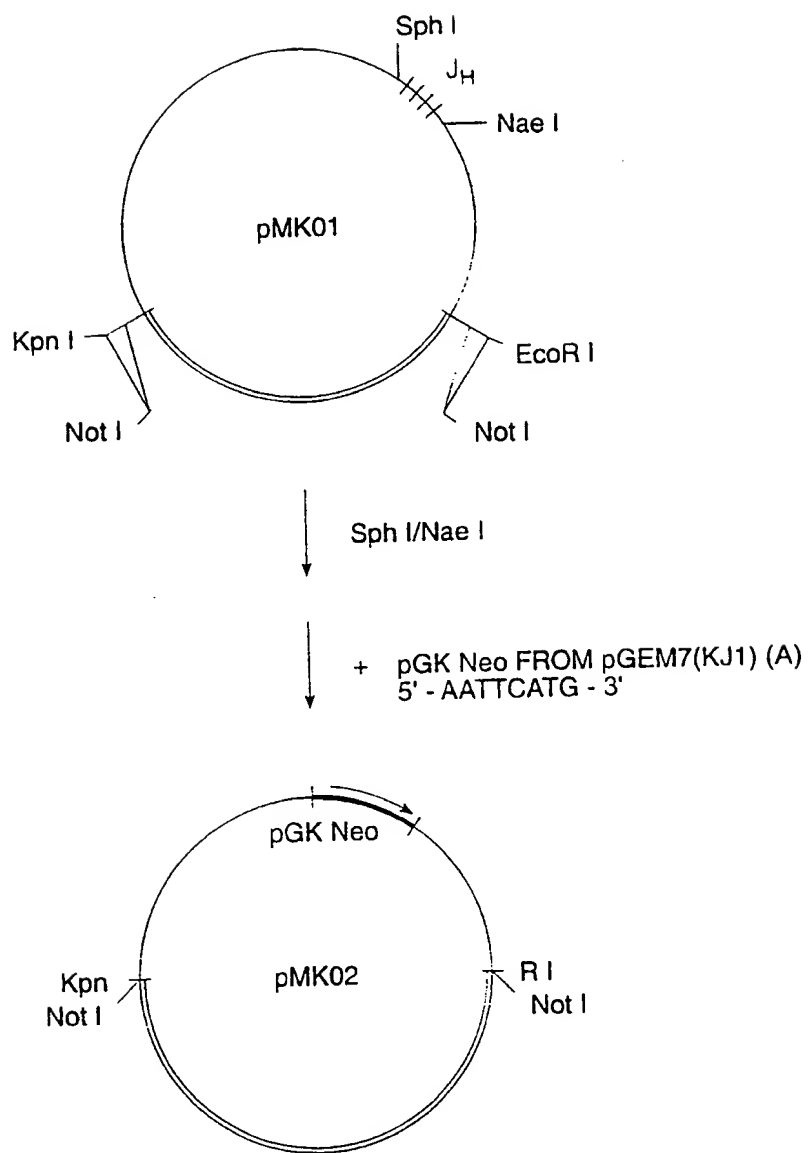 Sph I
JH
Nae I
pMK01
Kpn I
EcoR I
Not I
Not I
Sph I/Nae I
+ pGK Neo FROM pGEM7(KJ1) (A)
5' - AATTCATG - 3'
pGK Neo
Kpn
pMK02
R I
Not I
Not I